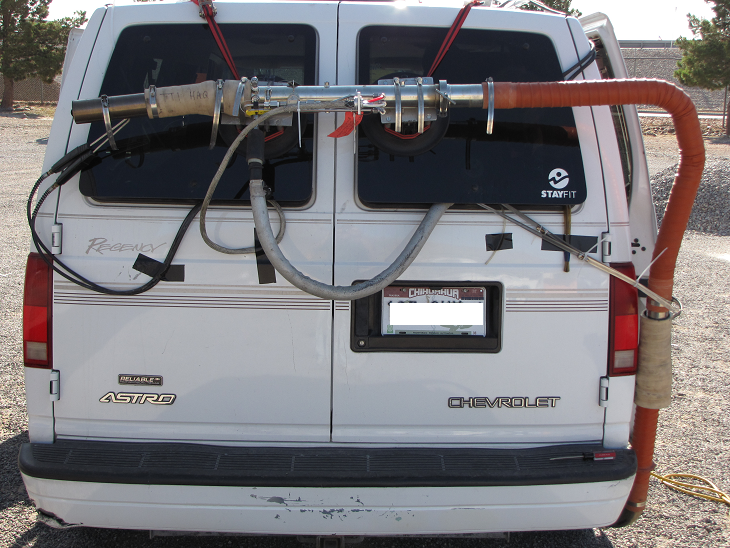 STAYFIT
REGENCY
CHIHUAHUA
RELIABLE
ASTRO
CHEVROLET